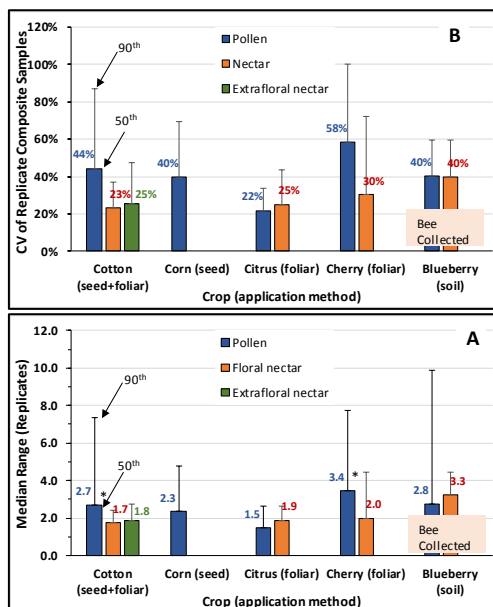 B
Pollen
Nectar
Extrafloral nectar
90th
50th
CV of Replicate Composite Samples
120%
100%
80%
60%
40%
20%
0%
44%
23%
25%
40%
22%
25%
58%
30%
40%
40%
Bee
Collected
Cotton
(seed+foliar)
Corn (seed)
Citrus (foliar)
Cherry (foliar)
Blueberry
(soil)
Crop (application method)
A
Pollen
Floral nectar
Extrafloral nectar
90th
50th
Median Range (Replicates)
12.0
10.0
8.0
6.0
4.0
2.0
0.0
2.7
*
1.7
1.8
2.3
1.5
1.9
3.4
*
2.0
2.8
3.3
Bee
Collected
Cotton
(seed+foliar)
Corn (seed)
Citrus (foliar)
Cherry (foliar)
Blueberry
(soil)
Crop (application method)